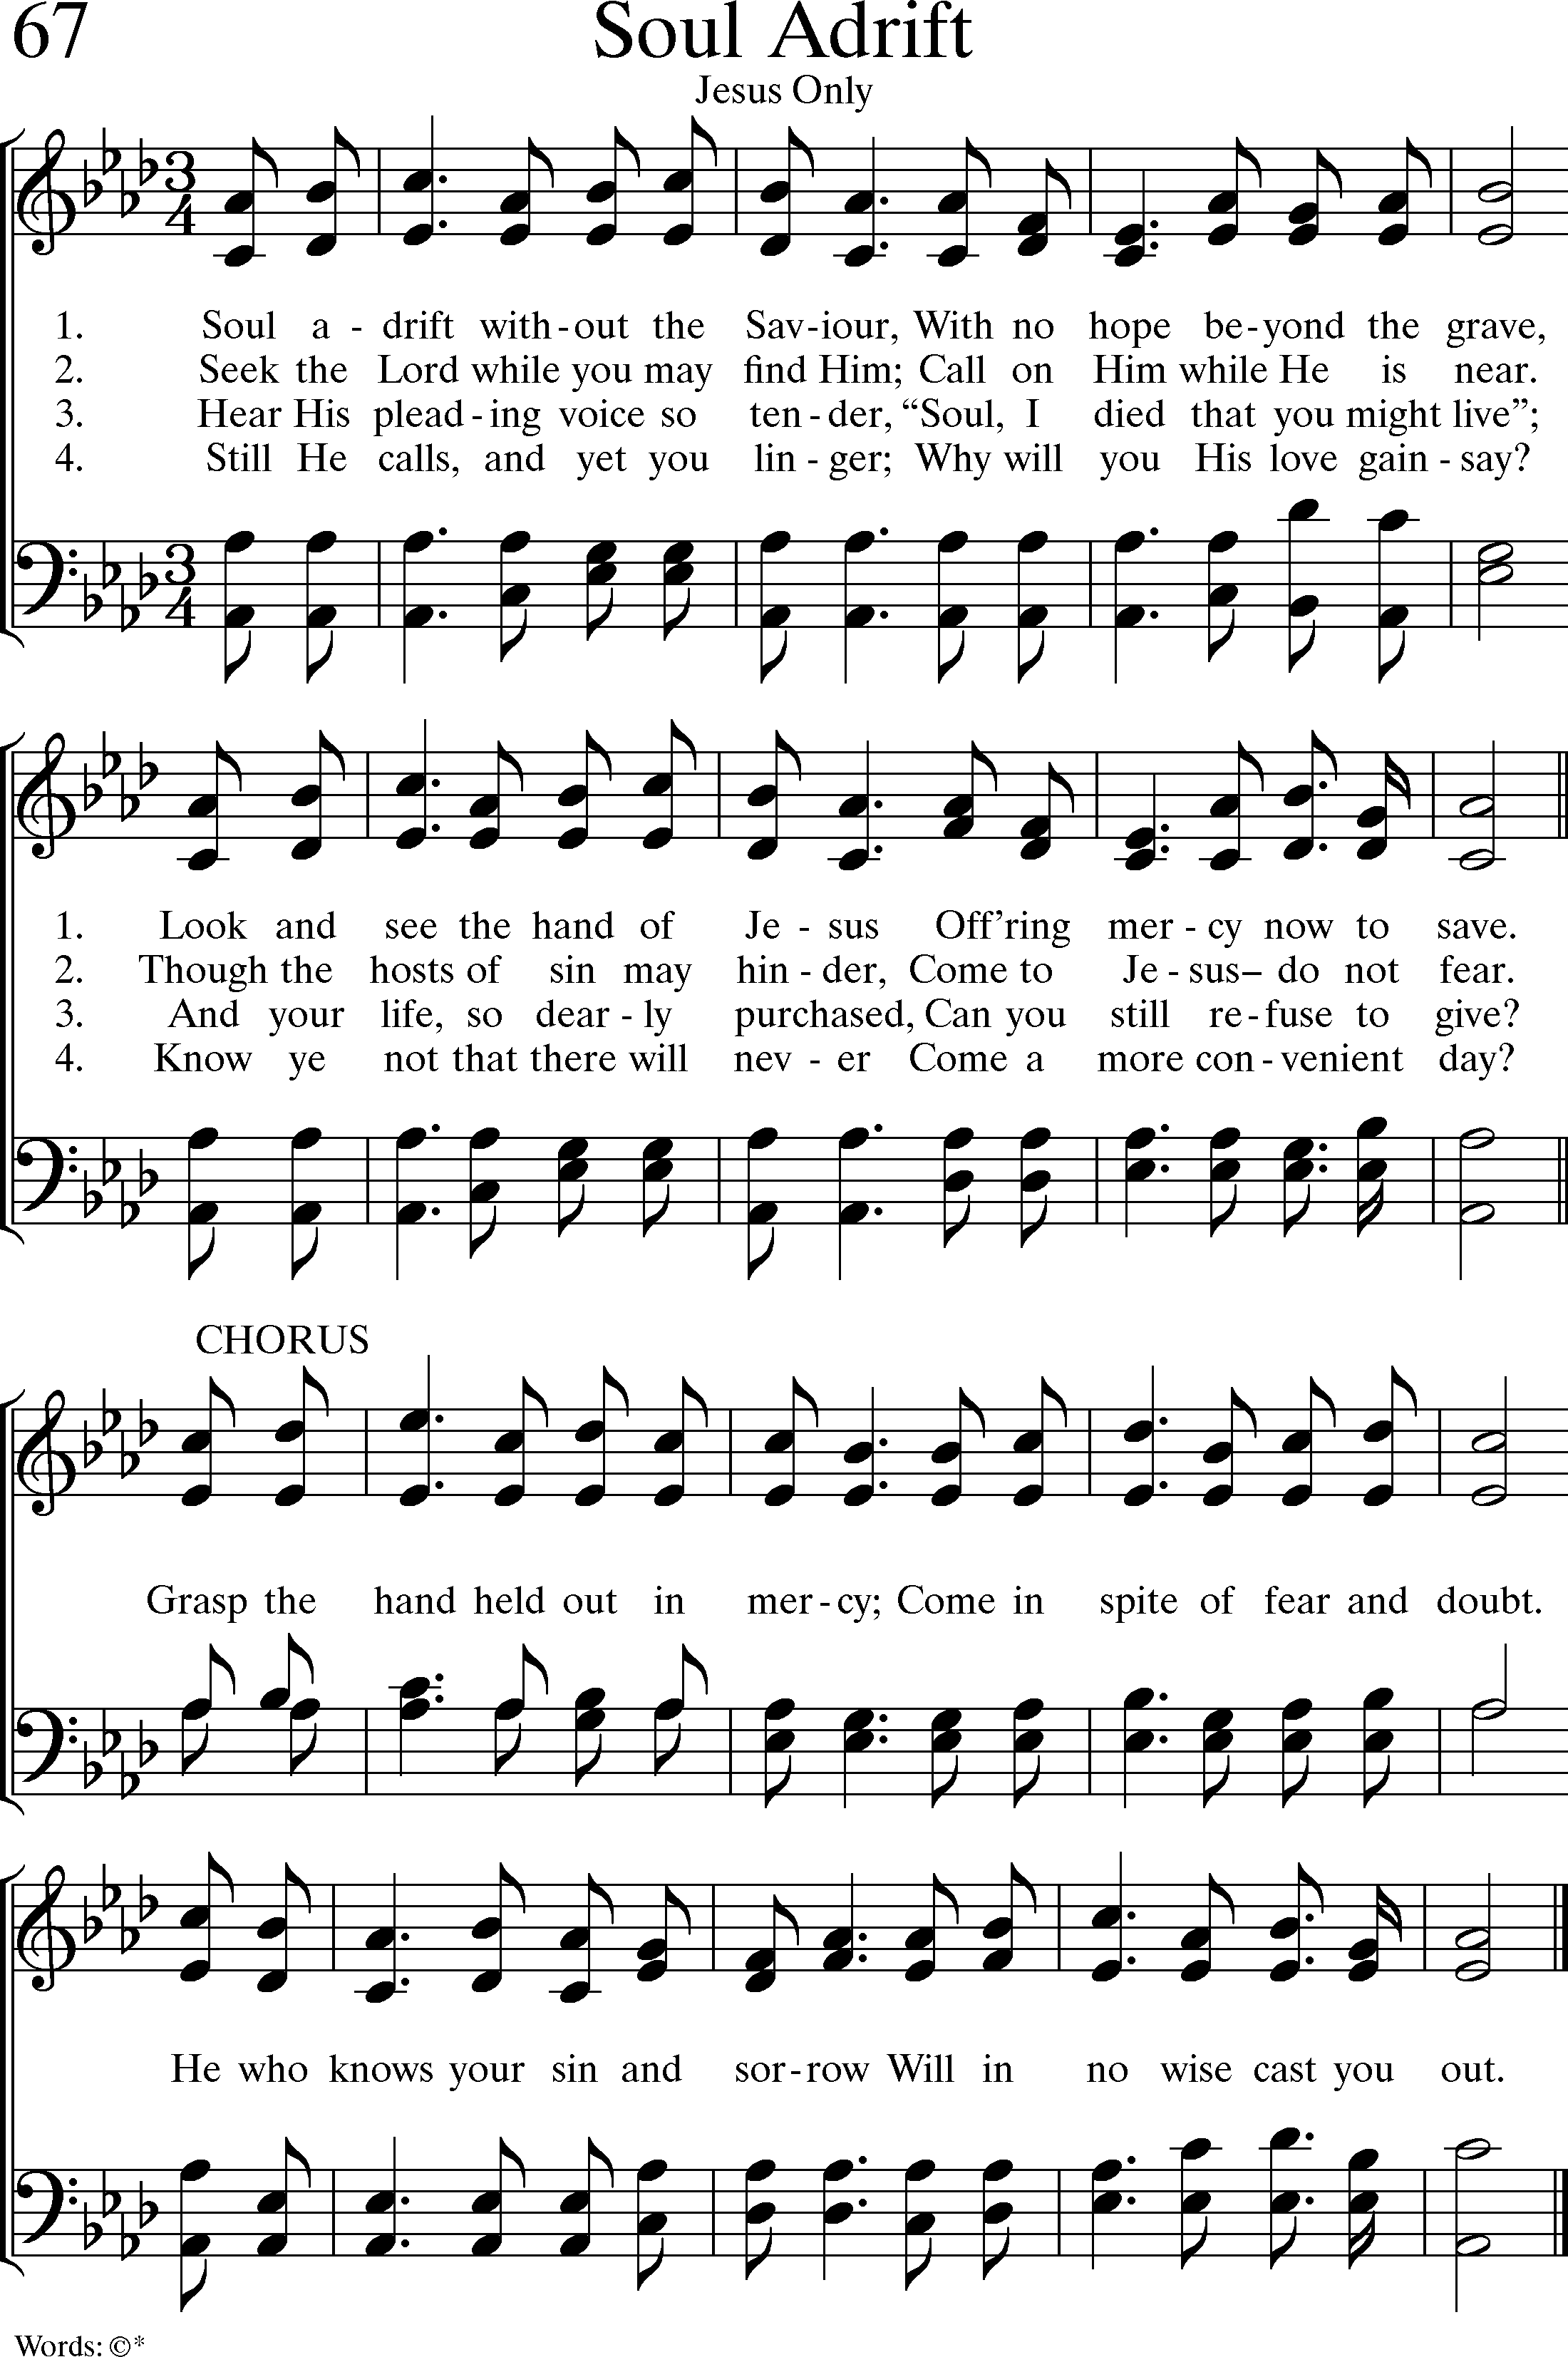 67
Soul Adrift
Jesus Only
3
4
1. Soul a - drift with - out the Sav - iour, With no hope be - yond the grave,
2. Seek the Lord while you may find Him; Call on Him while He is near.
3. Hear His plead - ing voice so ten - der, “Soul, I died that you might live”;
4. Still He calls, and yet you lin - ger; Why will you His love gain - say?
3
4
1. Look and see the hand of Je - sus Off’ring mer - cy now to save.
2. Though the hosts of sin may hin - der, Come to Je - sus– do not fear.
3. And your life, so dear - ly purchased, Can you still re - fuse to give?
4. Know ye not that there will nev - er Come a more con - venient day?
CHORUS
Grasp the hand held out in mer - cy; Come in spite of fear and doubt.
He who knows your sin and sor - row Will in no wise cast you out.
Words: ©*